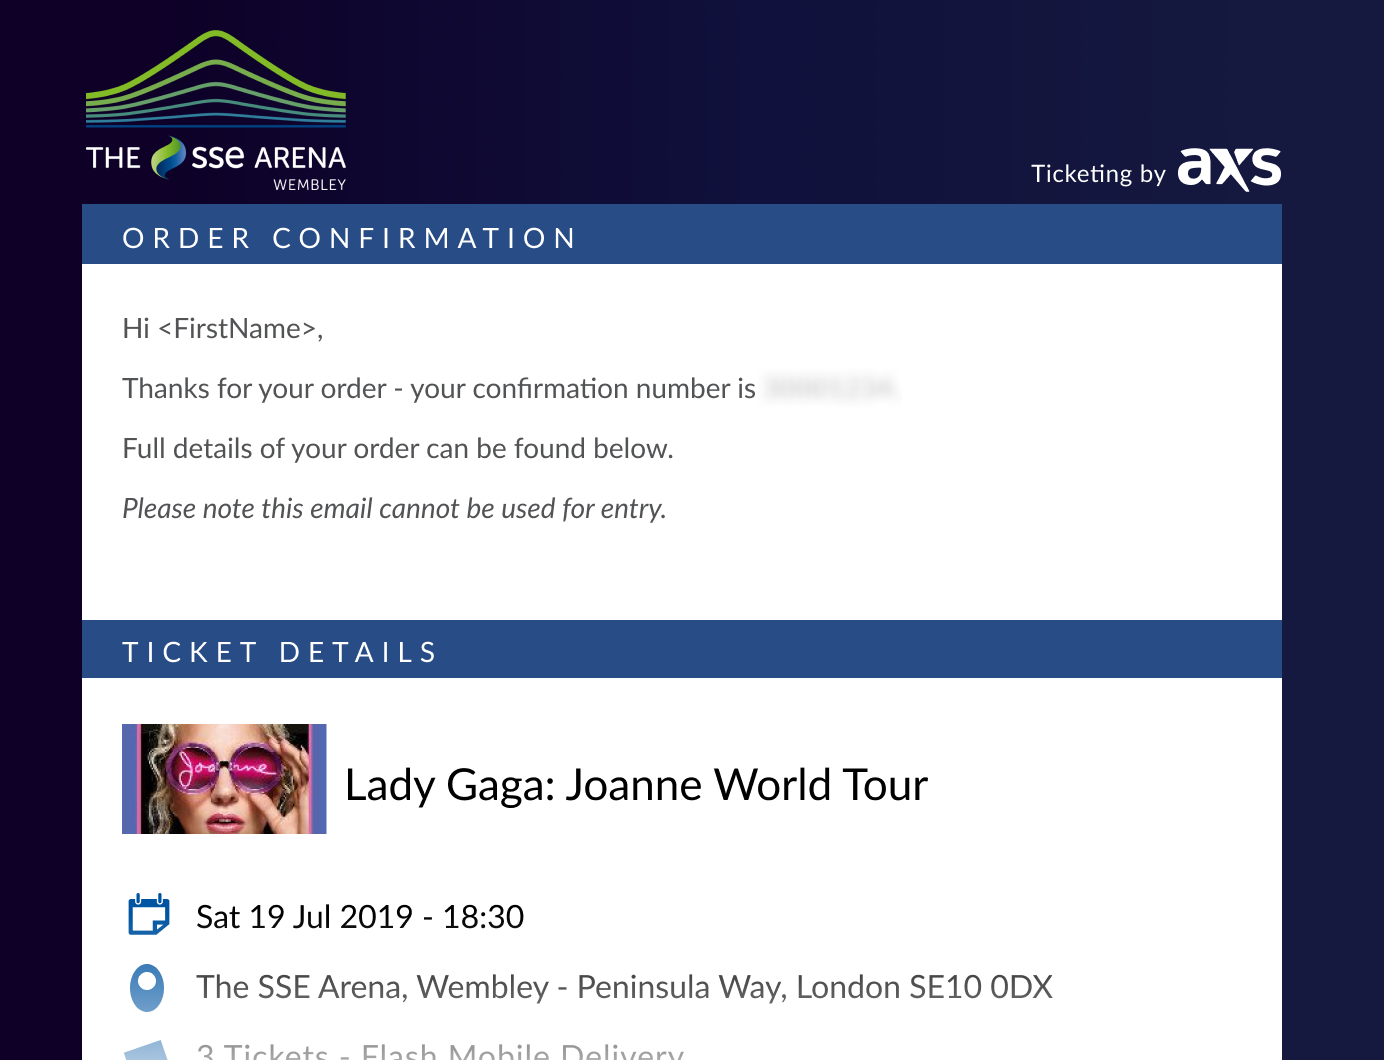 THE sse ARENA
WEMBLEY
Ticketing by axs
ORDER CONFIRMATION
Hi <FirstName>,
Thanks for your order - your confirmation number is
Full details of your order can be found below.
Please note this email cannot be used for entry.
TICKET DETAILS
Joanne
Lady Gaga: Joanne World Tour
Sat 19 Jul 2019 - 18:30
The SSE Arena, Wembley - Peninsula Way, London SE10 0DX
3 Tickets - Flash Mobile Delivery